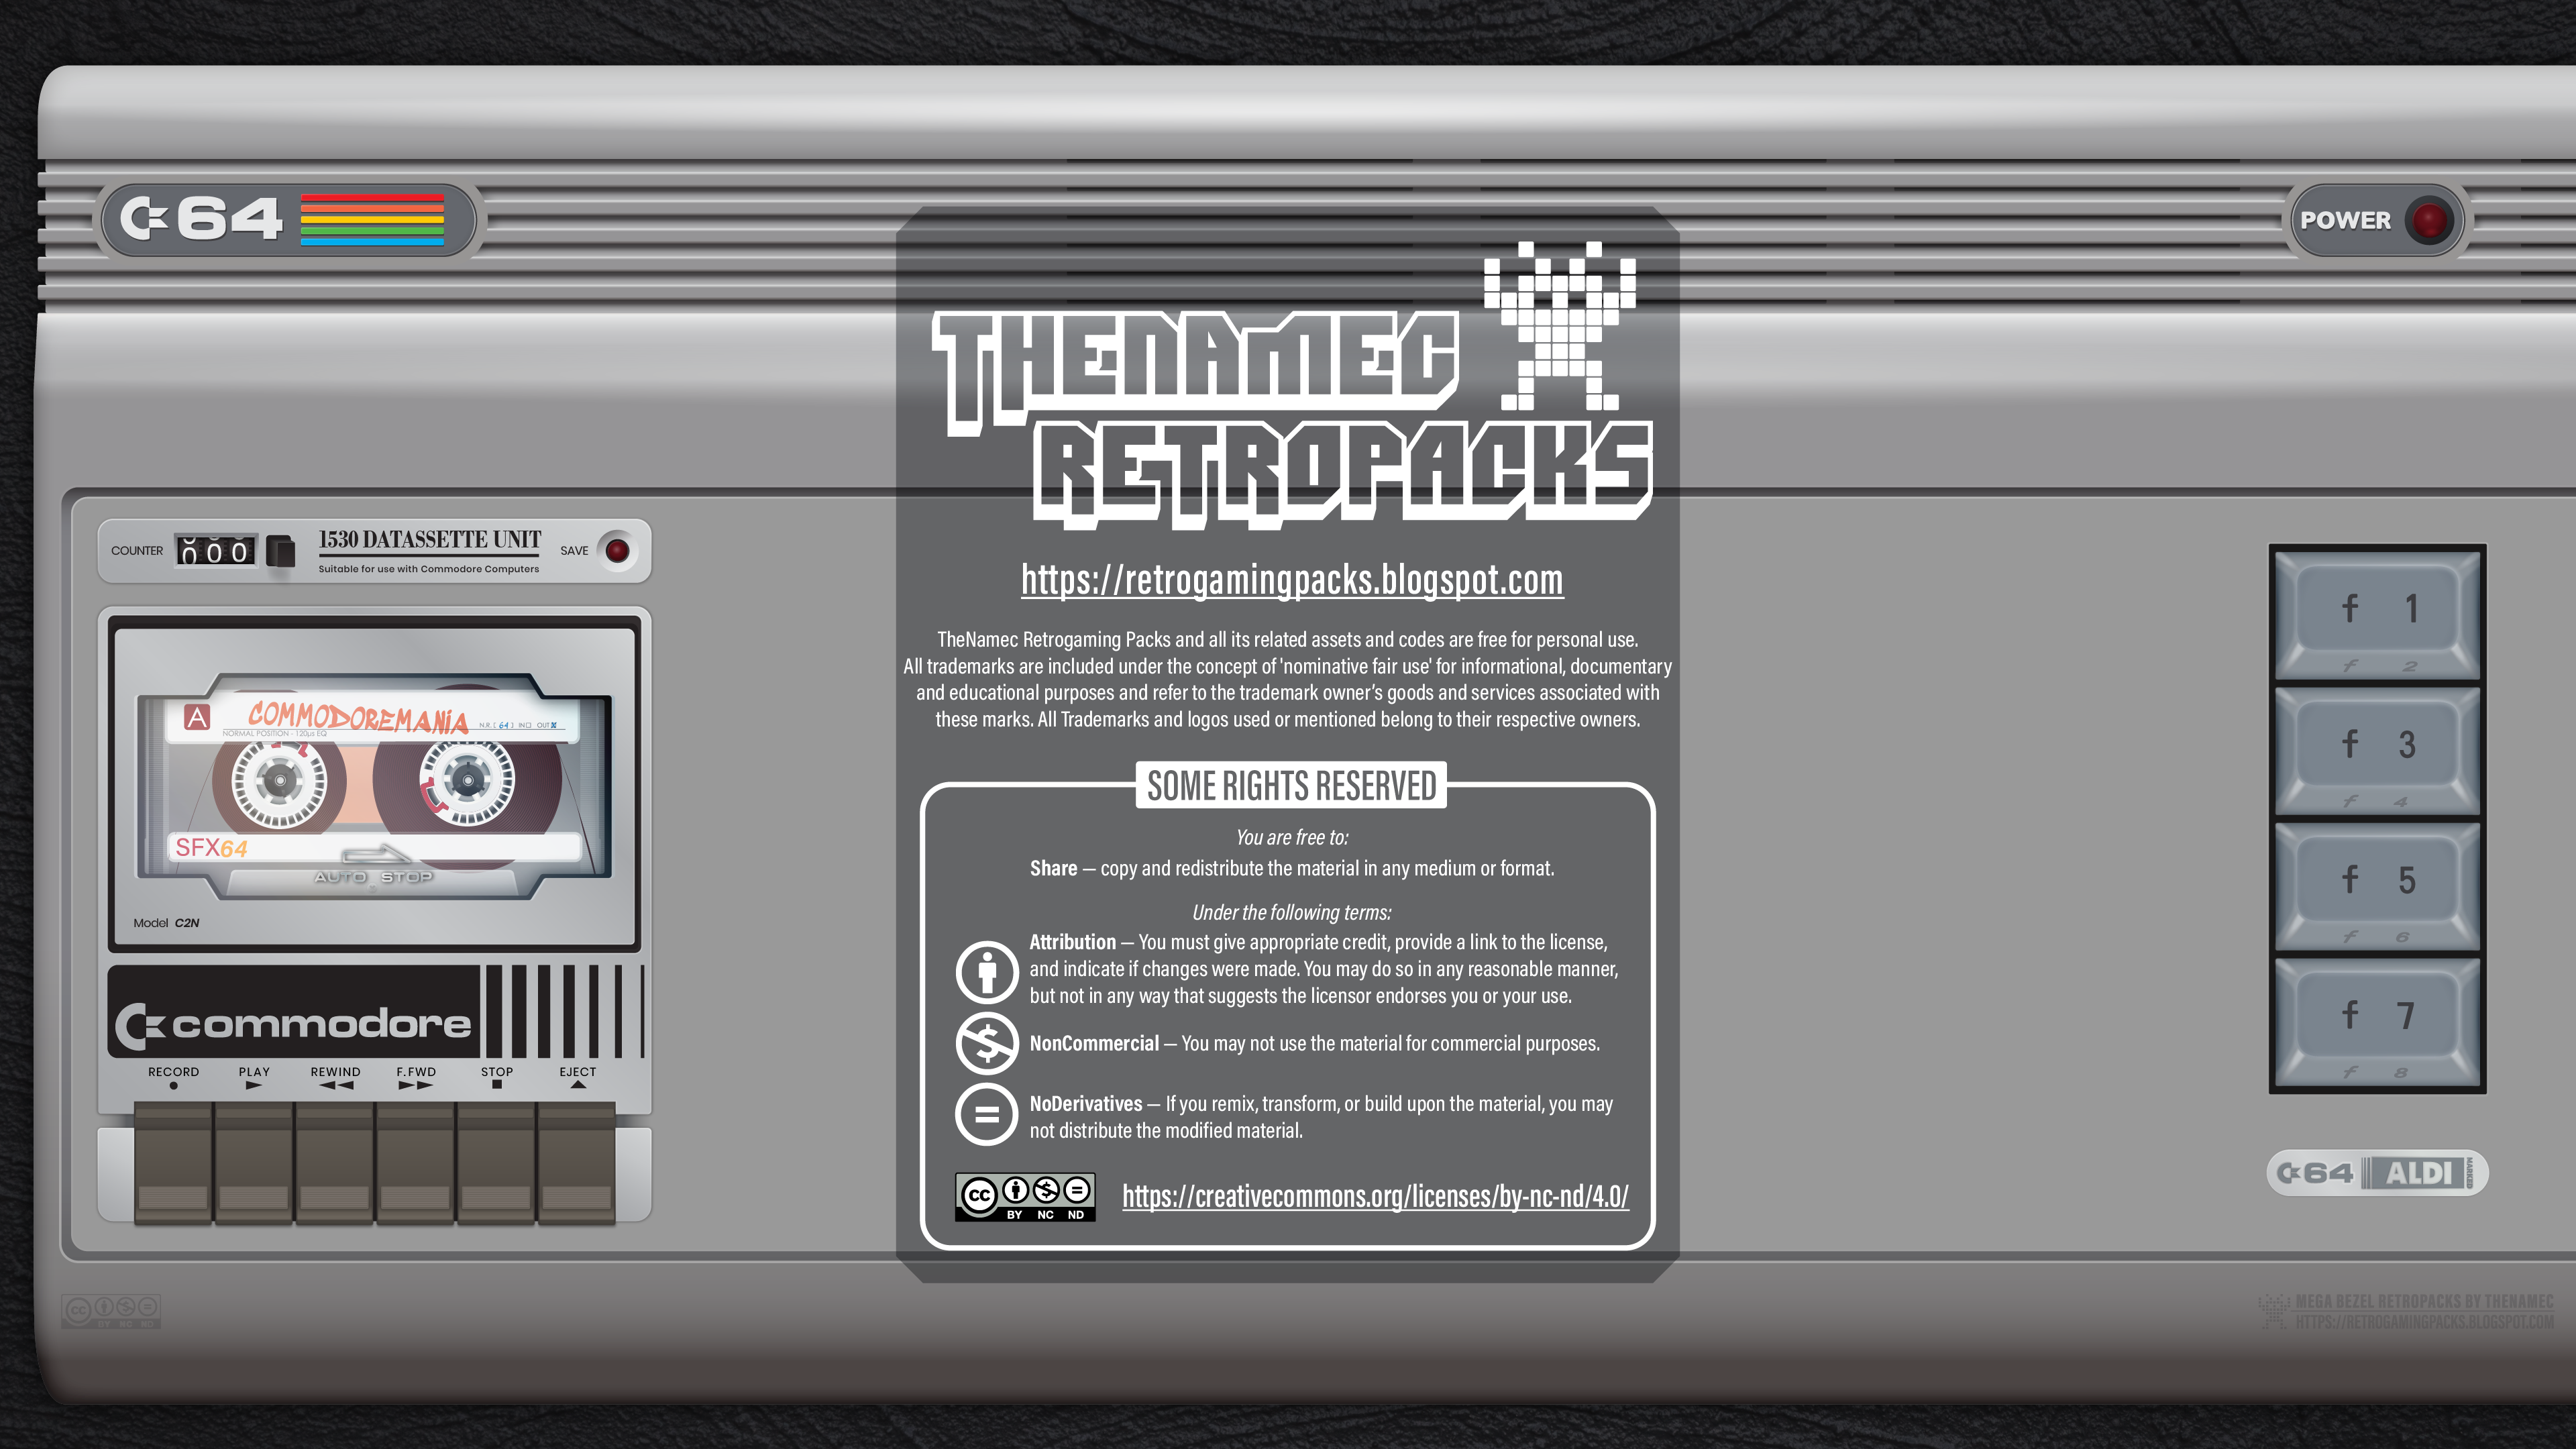 C=64
POWER
THENAMEC
RETROPACKS
https://retrogamingpacks.blogspot.com
TheNamec Retrogaming Packs and all its related assets and codes are free for personal use.
All trademarks are included under the concept of 'nominative fair use' for informational, documentary
and educational purposes and refer to the trademark owner's goods and services associated with
these marks. All Trademarks and logos used or mentioned belong to their respective owners.
SOME RIGHTS RESERVED
You are free to:
Share — copy and redistribute the material in any medium or format.
Under the following terms:
Attribution — You must give appropriate credit, provide a link to the license,
and indicate if changes were made. You may do so in any reasonable manner,
but not in any way that suggests the licensor endorses you or your use.
NonCommercial — You may not use the material for commercial purposes.
NoDerivatives — If you remix, transform, or build upon the material, you may
not distribute the modified material.
cc BY NC ND
https://creativecommons.org/licenses/by-nc-nd/4.0/
COUNTER 000 1530 DATASSETTE UNIT SAVE
Suitable for use with Commodore Computers
A COMMODOREMANIA N.R.[64] IN OUT
NORMAL POSITION - 120µs EQ
SFX64
AUTO STOP
Model C2N
commodore
RECORD PLAY REWIND F.FWD STOP EJECT
f 1
f 2
f 3
f 4
f 5
f 6
f 7
f 8
C=64 ALDI MARKED
cc BY NC ND
MEGA BEZEL RETROPACKS BY THENAMEC
HTTPS://RETROGAMINGPACKS.BLOGSPOT.COM